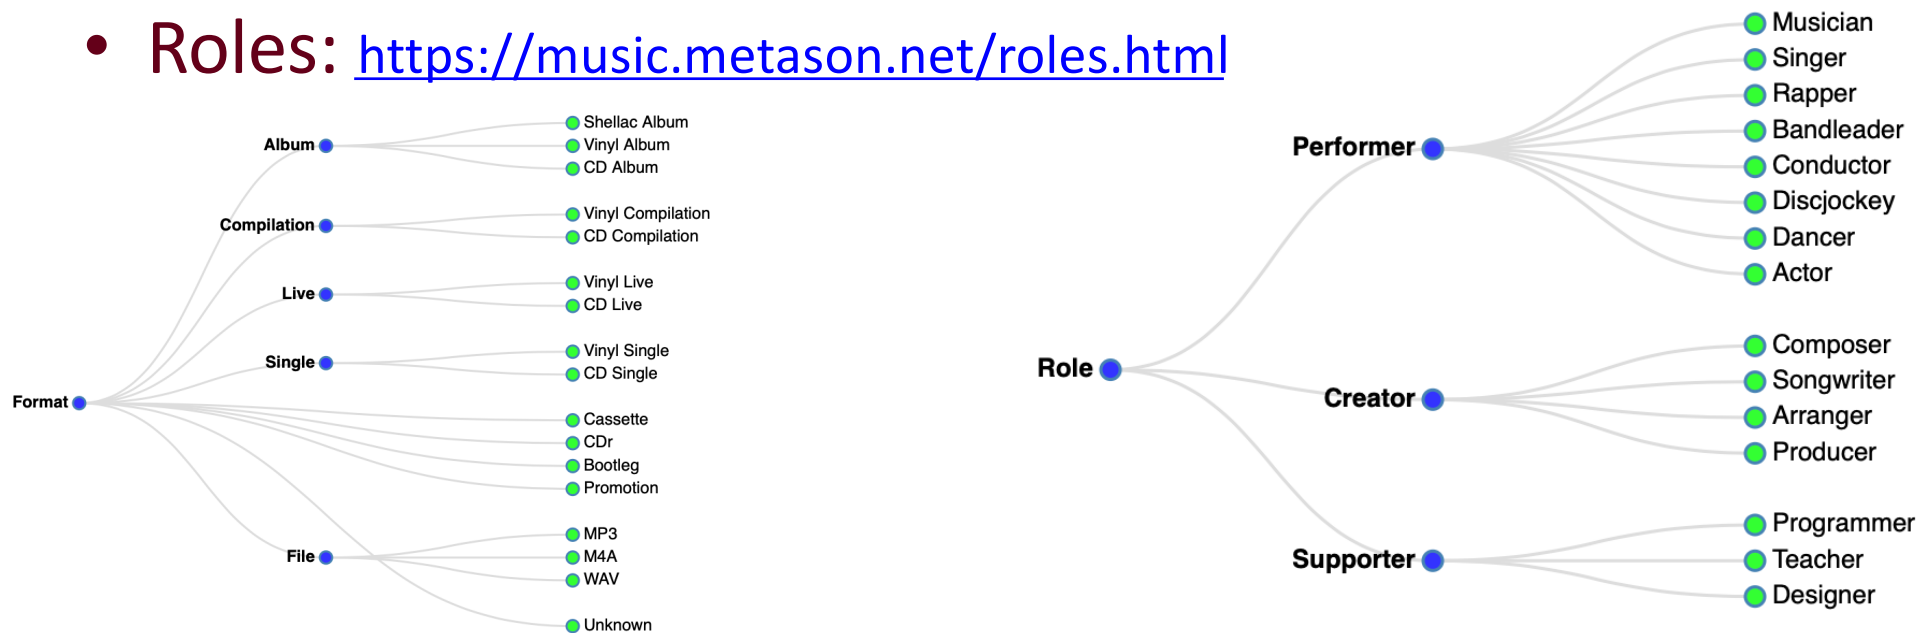 • Roles: https://music.metason.net/roles.html
Format
Album
Shellac Album
Vinyl Album
CD Album
Compilation
Vinyl Compilation
CD Compilation
Live
Vinyl Live
CD Live
Single
Vinyl Single
CD Single
Cassette
CDr
Bootleg
Promotion
File
MP3
M4A
WAV
Unknown
Role
Performer
Musician
Singer
Rapper
Bandleader
Conductor
Discjockey
Dancer
Actor
Creator
Composer
Songwriter
Arranger
Producer
Supporter
Programmer
Teacher
Designer